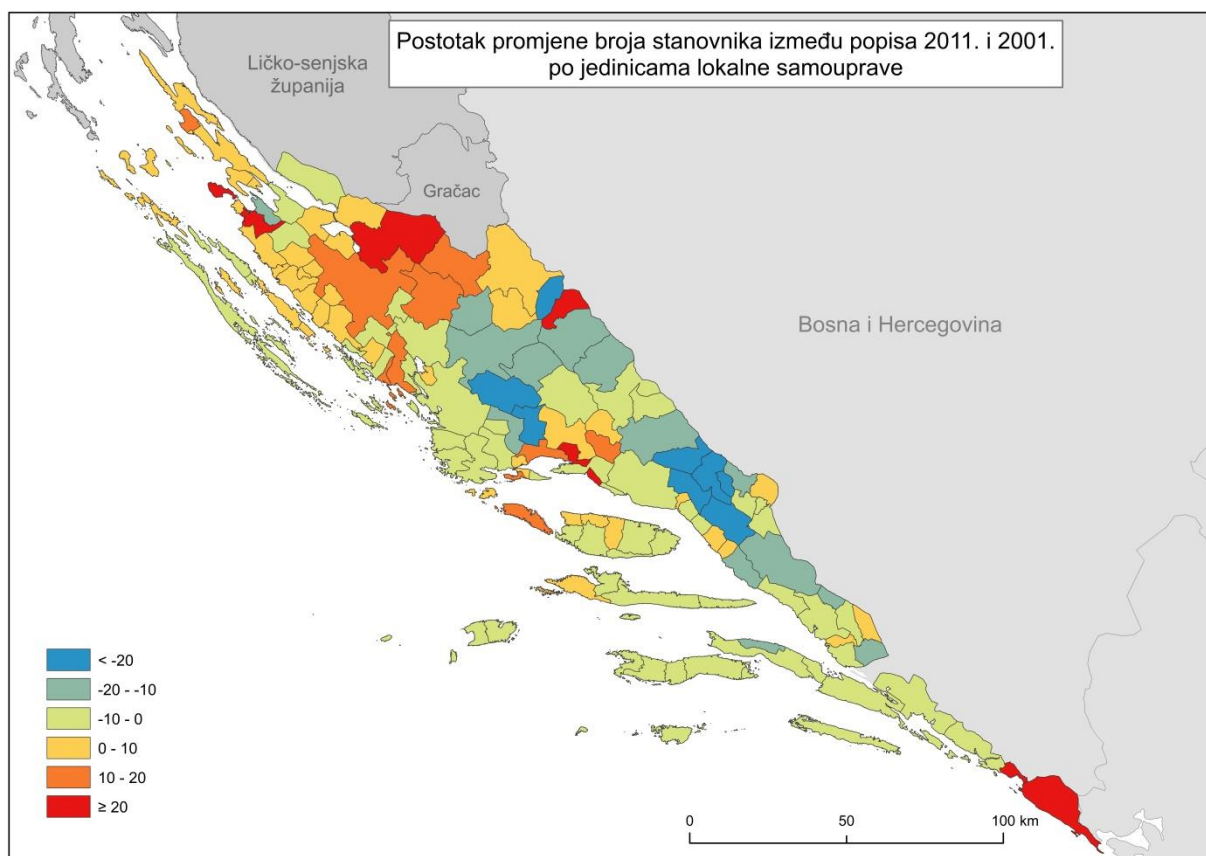 Postotak promjene broja stanovnika između popisa 2011. i 2001.
po jedinicama lokalne samouprave
Ličko-senjska
županija
Gračac
Bosna i Hercegovina
< -20
-20 - -10
-10 - 0
0 - 10
10 - 20
≥ 20
0 50 100 km